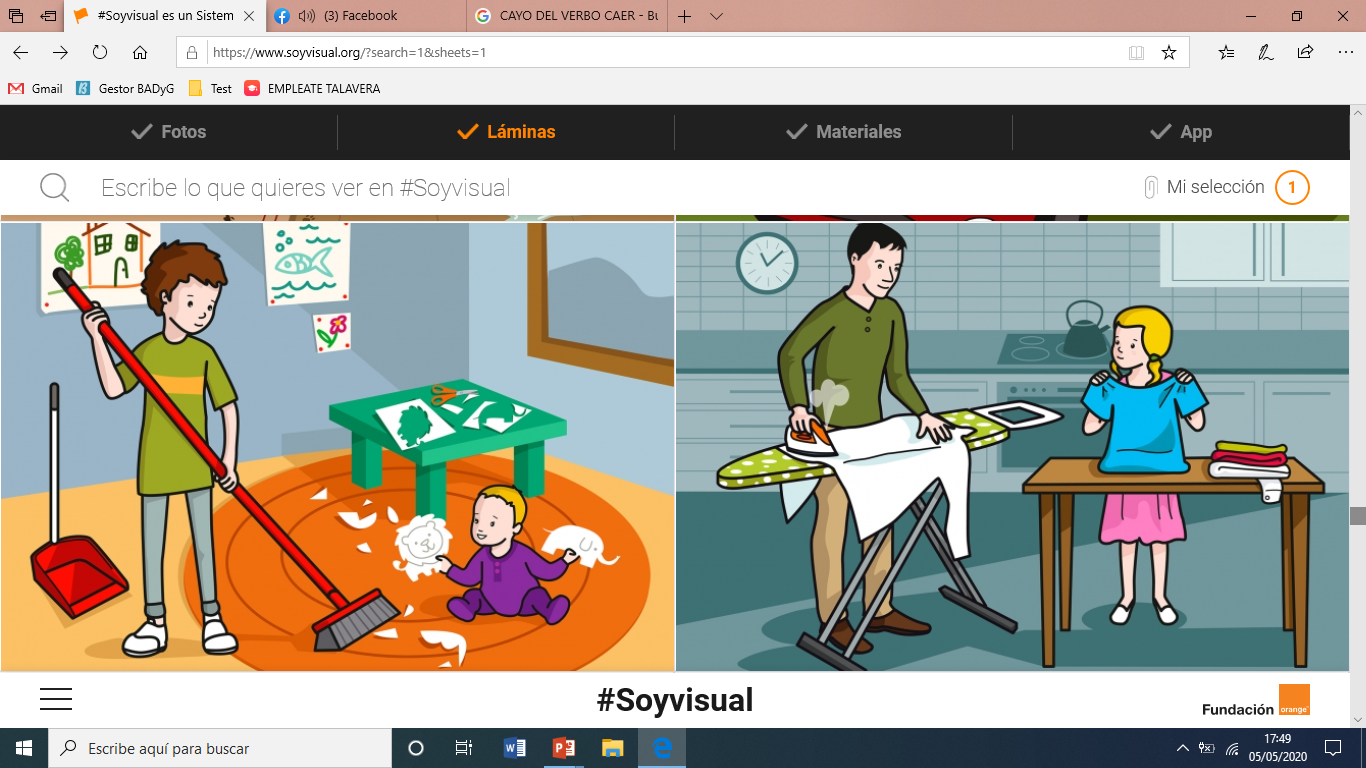 #Soyvisual es un Sistem
(3) Facebook
CAYO DEL VERBO CAER - Bu
https://www.soyvisual.org/?search=1&sheets=1
Gmail
Gestor BADyG
Test
EMPLEATE TALAVERA
Fotos
Láminas
Materiales
App
Escribe lo que quieres ver en #Soyvisual
Mi selección
1
#Soyvisual
Fundación
orange™
Escribe aquí para buscar
17:49
05/05/2020